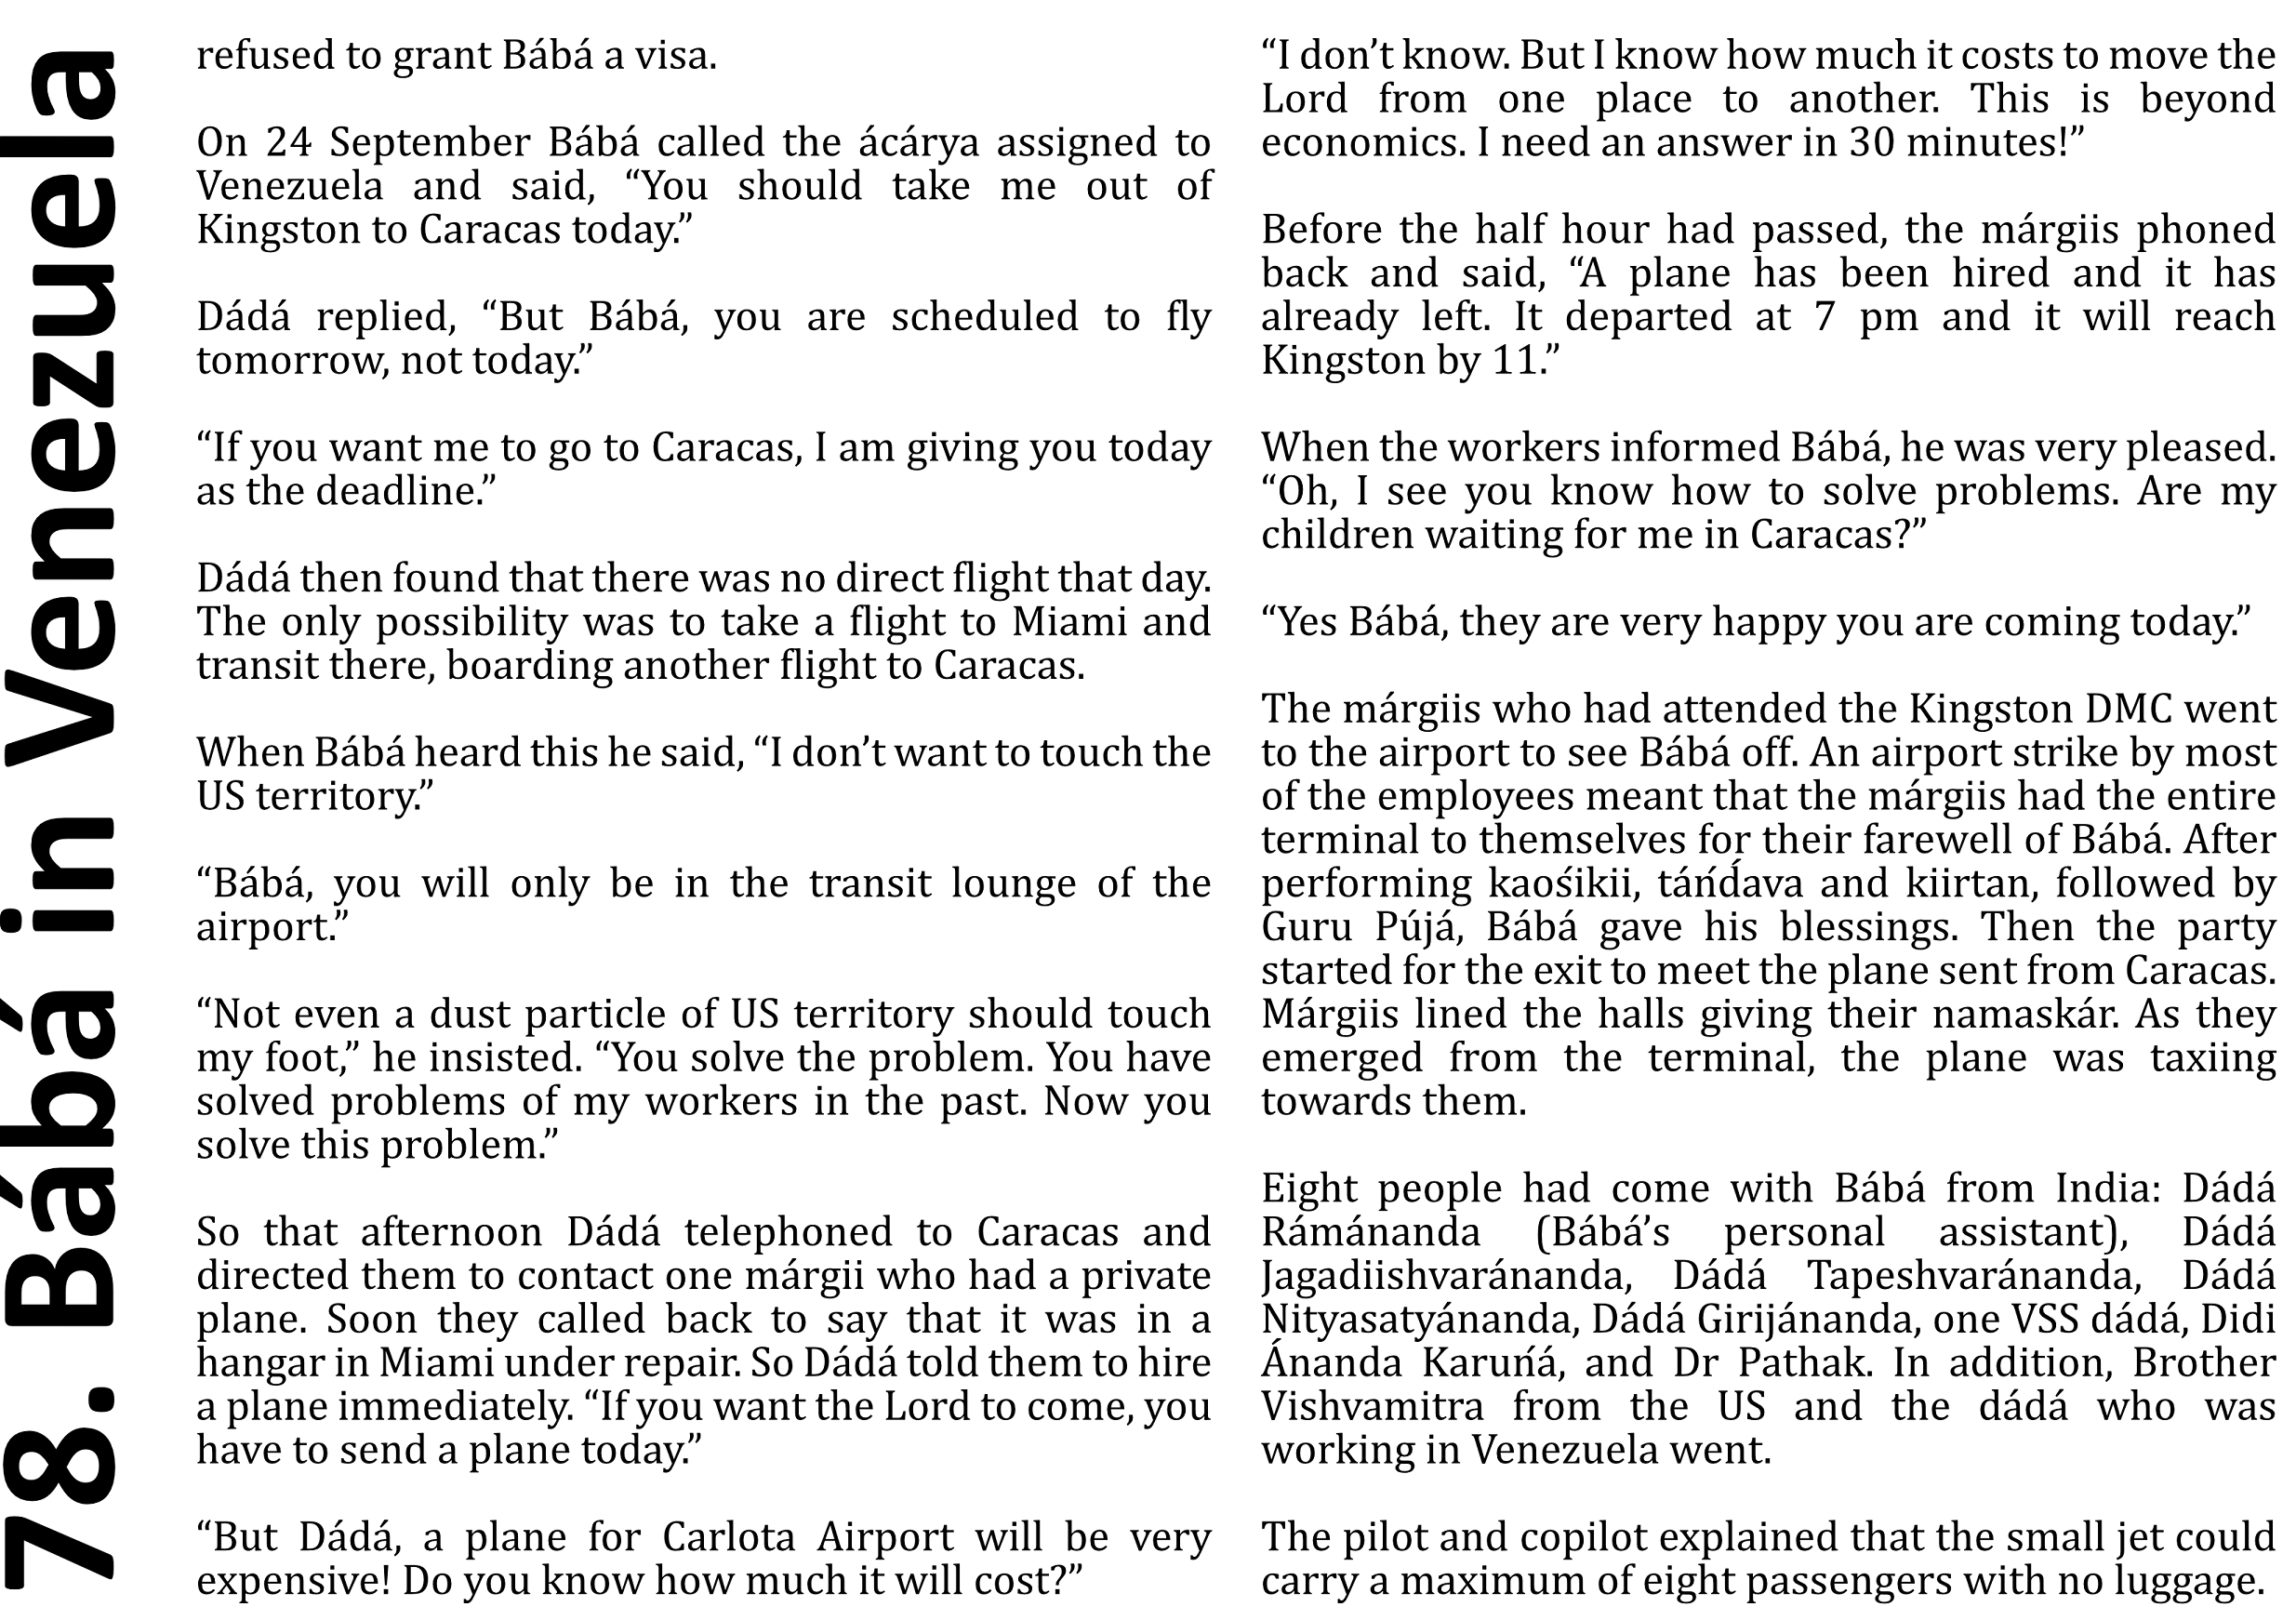 78. Bábá in Venezuela
refused to grant Bábá a visa.
On 24 September Bábá called the ácárya assigned to
Venezuela and said, “You should take me out of
Kingston to Caracas today.”
Dádá replied, “But Bábá, you are scheduled to fly
tomorrow, not today.”
“If you want me to go to Caracas, I am giving you today
as the deadline.”
Dádá then found that there was no direct flight that day.
The only possibility was to take a flight to Miami and
transit there, boarding another flight to Caracas.
When Bábá heard this he said, “I don’t want to touch the
US territory.”
“Bábá, you will only be in the transit lounge of the
airport.”
“Not even a dust particle of US territory should touch
my foot,” he insisted. “You solve the problem. You have
solved problems of my workers in the past. Now you
solve this problem.”
So that afternoon Dádá telephoned to Caracas and
directed them to contact one márgii who had a private
plane. Soon they called back to say that it was in a
hangar in Miami under repair. So Dádá told them to hire
a plane immediately. “If you want the Lord to come, you
have to send a plane today.”
“But Dádá, a plane for Carlota Airport will be very
expensive! Do you know how much it will cost?”
“I don’t know. But I know how much it costs to move the
Lord from one place to another. This is beyond
economics. I need an answer in 30 minutes!”
Before the half hour had passed, the márgiis phoned
back and said, “A plane has been hired and it has
already left. It departed at 7 pm and it will reach
Kingston by 11.”
When the workers informed Bábá, he was very pleased.
“Oh, I see you know how to solve problems. Are my
children waiting for me in Caracas?”
“Yes Bábá, they are very happy you are coming today.”
The márgiis who had attended the Kingston DMC went
to the airport to see Bábá off. An airport strike by most
of the employees meant that the márgiis had the entire
terminal to themselves for their farewell of Bábá. After
performing kaośikii, táńd́ava and kiirtan, followed by
Guru Pújá, Bábá gave his blessings. Then the party
started for the exit to meet the plane sent from Caracas.
Márgiis lined the halls giving their namaskár. As they
emerged from the terminal, the plane was taxiing
towards them.
Eight people had come with Bábá from India: Dádá
Rámánanda (Bábá’s personal assistant), Dádá
Jagadiishvaránanda, Dádá Tapeshvaránanda, Dádá
Nityasatyánanda, Dádá Girijánanda, one VSS dádá, Didi
Ánanda Karuńá, and Dr Pathak. In addition, Brother
Vishvamitra from the US and the dádá who was
working in Venezuela went.
The pilot and copilot explained that the small jet could
carry a maximum of eight passengers with no luggage.